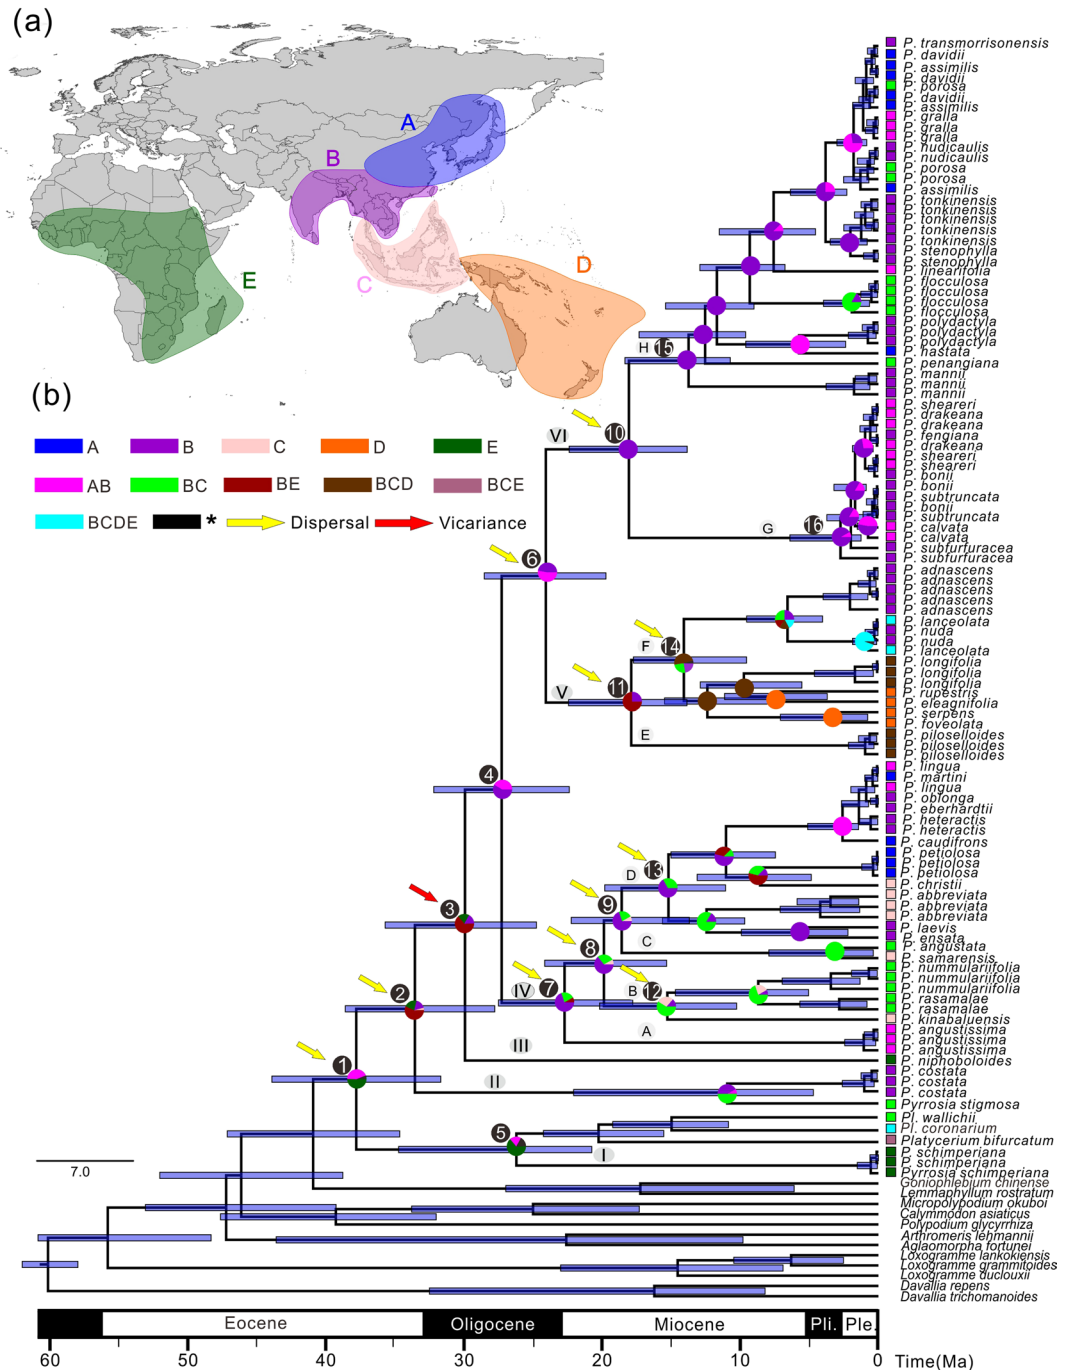 (a)
A
B
C
D
E
(b)
A B C D E
AB BC BE BCD BCE
BCDE * Dispersal Vicariance
P. transmorrisonensis
P. davidii
P. assimilis
P. davidii
P. porosa
P. davidii
P. assimilis
P. gralla
P. gralla
P. gralla
P. nudicaulis
P. nudicaulis
P. porosa
P. porosa
P. assimilis
P. tonkinensis
P. tonkinensis
P. tonkinensis
P. tonkinensis
P. tonkinensis
P. stenophylla
P. stenophylla
P. linearifolia
P. flocculosa
P. flocculosa
P. flocculosa
P. flocculosa
P. polydactyla
P. polydactyla
P. polydactyla
P. hastata
P. penangiana
P. mannii
P. mannii
P. mannii
P. sheareri
P. drakeana
P. drakeana
P. fengiana
P. drakeana
P. sheareri
P. sheareri
P. bonii
P. bonii
P. subtruncata
P. bonii
P. subtruncata
P. calvata
P. calvata
P. subfurfuracea
P. subfurfuracea
P. adnascens
P. adnascens
P. adnascens
P. adnascens
P. adnascens
P. lanceolata
P. nuda
P. nuda
P. lanceolata
P. longifolia
P. longifolia
P. longifolia
P. rupestris
P. eleagnifolia
P. serpens
P. foveolata
P. piloselloides
P. piloselloides
P. piloselloides
P. lingua
P. martini
P. lingua
P. oblonga
P. eberhardtii
P. heteractis
P. heteractis
P. caudifrons
P. petiolosa
P. petiolosa
P. petiolosa
P. christii
P. abbreviata
P. abbreviata
P. abbreviata
P. laevis
P. ensata
P. angustata
P. samarensis
P. nummulariifolia
P. nummulariifolia
P. nummulariifolia
P. rasamalae
P. rasamalae
P. kinabaluensis
P. angustissima
P. angustissima
P. angustissima
P. niphoboloides
P. costata
P. costata
P. costata
Pyrrosia stigmosa
Pl. wallichii
Pl. coronarium
Platycerium bifurcatum
P. schimperiana
P. schimperiana
Pyrrosia schimperiana
Goniophlebium chinense
Lemmaphyllum rostratum
Micropolypodium okuboi
Calymmodon asiaticus
Polypodium glycyrrhiza
Arthromeris lehmannii
Aglaomorpha fortunei
Loxogramme lankokiensis
Loxogramme grammitoides
Loxogramme duclouxii
Davallia repens
Davallia trichomanoides
H 15
VI 10
G 16
6
F 14
V 11
E
4
D 13
3
9
C
8
IV 7
B 12
2
A
III
1
II
5
I
7.0
Eocene Oligocene Miocene Pli. Ple.
60 50 40 30 20 10 0 Time(Ma)